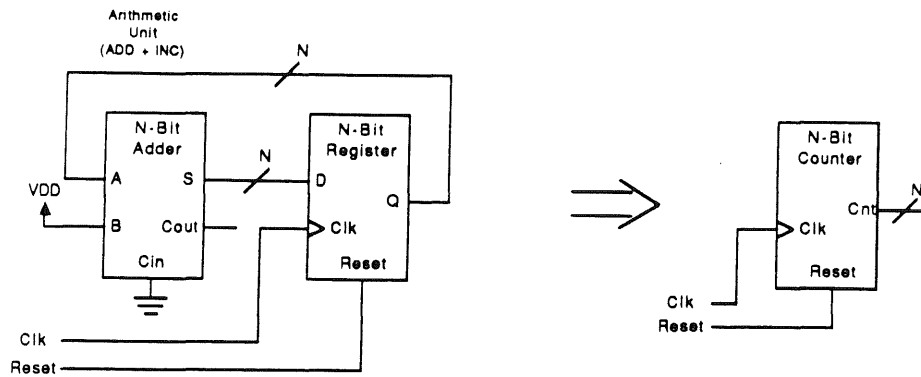 Arithmetic
Unit
(ADD + INC)
N
N-Bit
Adder
A
S
B
Cout
Cin
VDD
N
N-Bit
Register
D
Q
Clk
Reset
Clk
Reset
N-Bit
Counter
Cnt
N
Clk
Reset
Clk
Reset